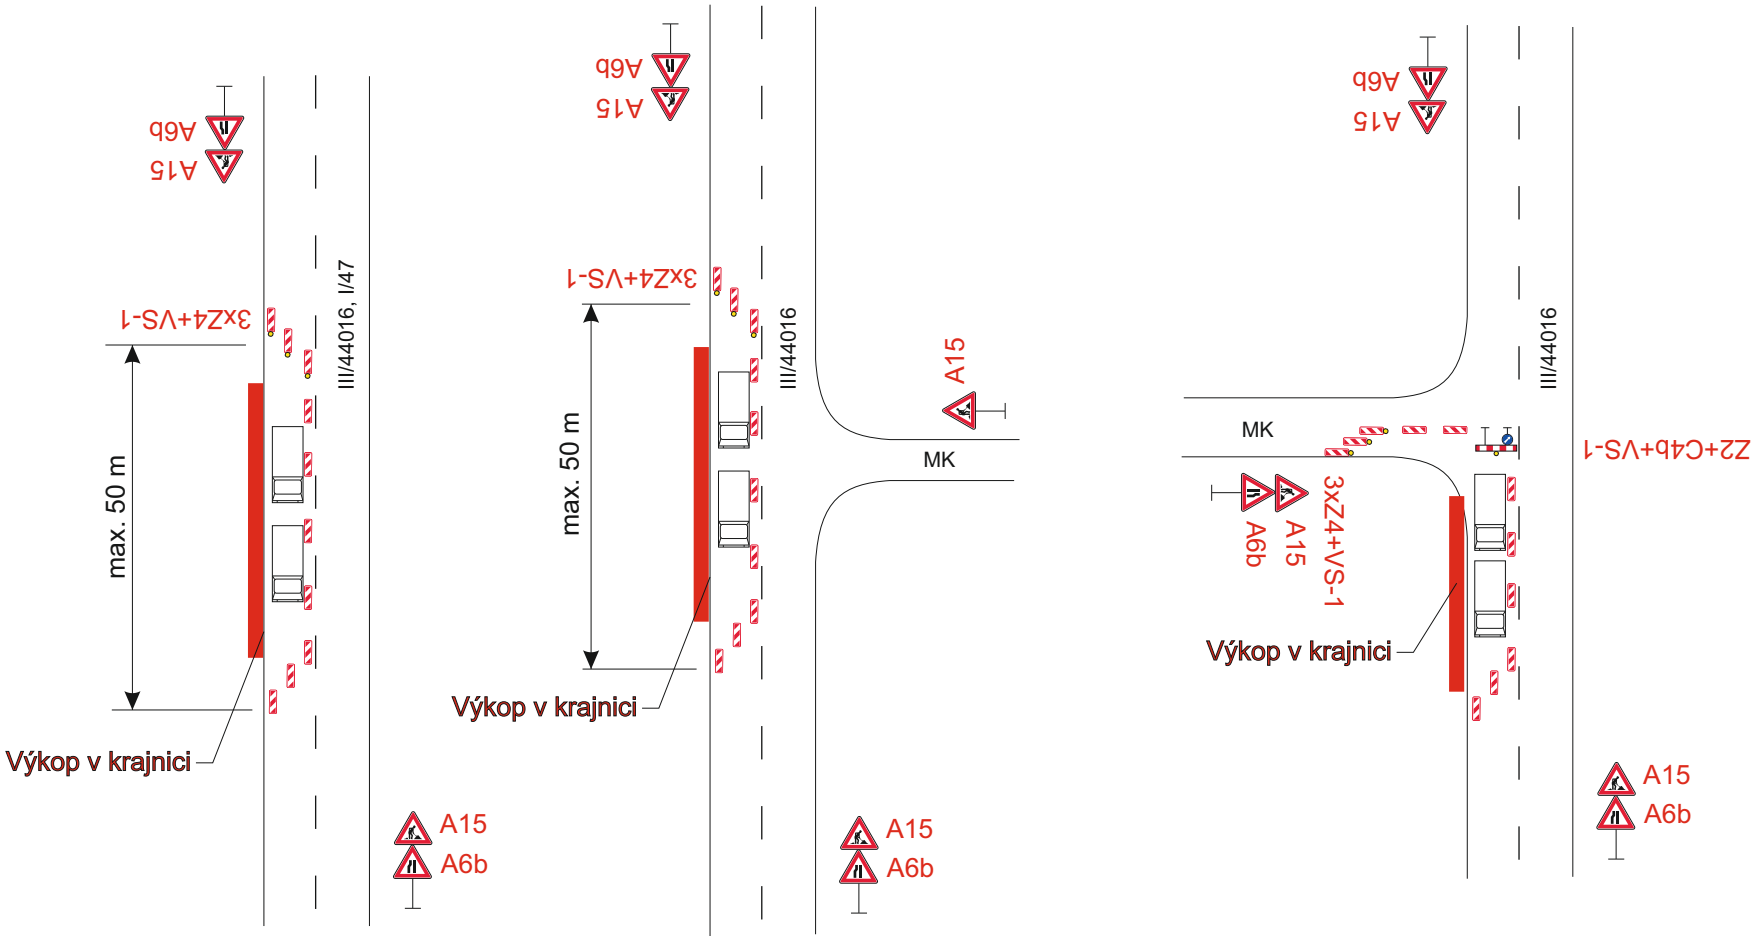 A6b
A15
3xZ4+VS-1
max. 50 m
III/44016, I/47
Výkop v krajnici
A15
A6b
A6b
A15
3xZ4+VS-1
max. 50 m
III/44016
A15
MK
Výkop v krajnici
A15
A6b
A6b
A15
III/44016
MK
Z2+C4b+VS-1
A6b
A15
3xZ4+VS-1
Výkop v krajnici
A15
A6b